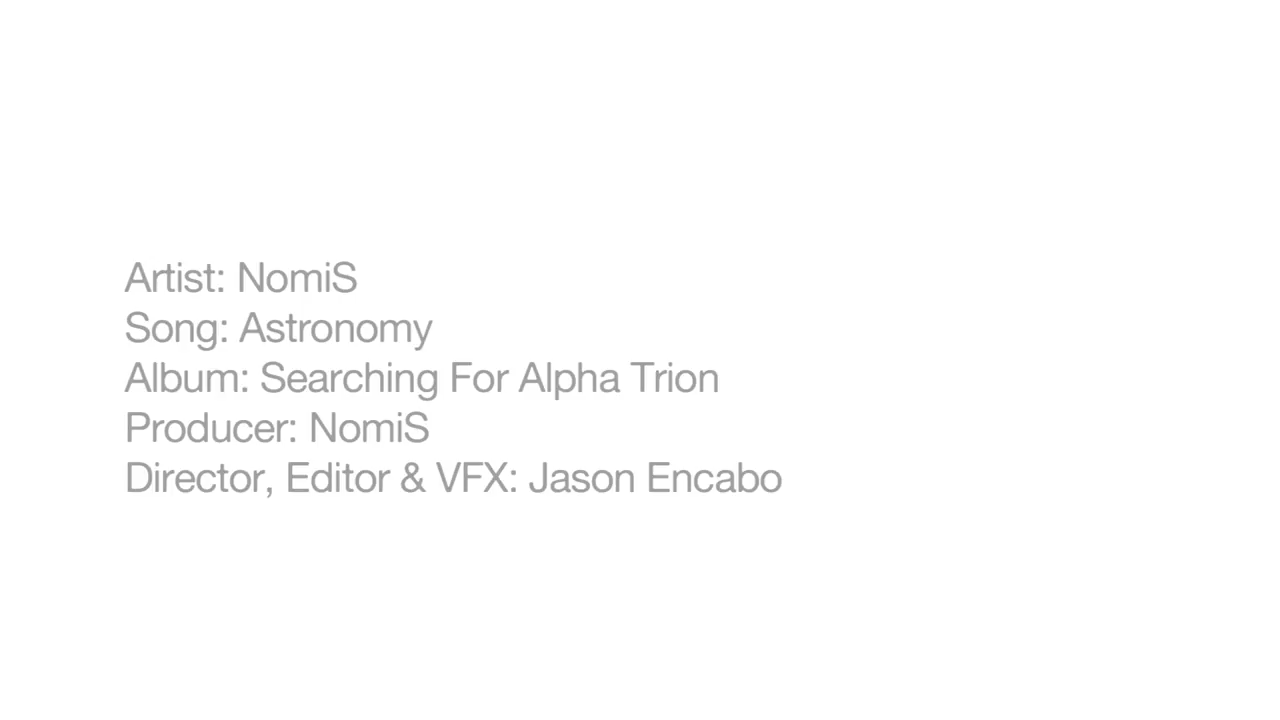 Artist: NomiS
Song: Astronomy
Album: Searching For Alpha Trion
Producer: NomiS
Director, Editor & VFX: Jason Encabo